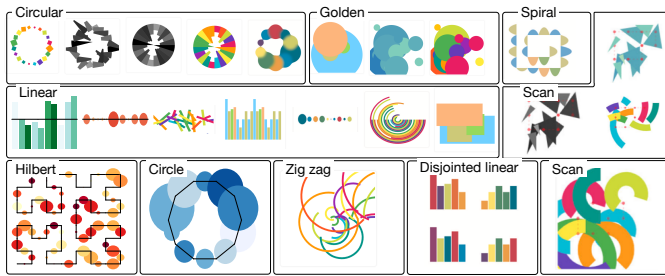 Circular
Golden
Spiral
Linear
Scan
Hilbert
Circle
Zig zag
Disjointed linear
Scan